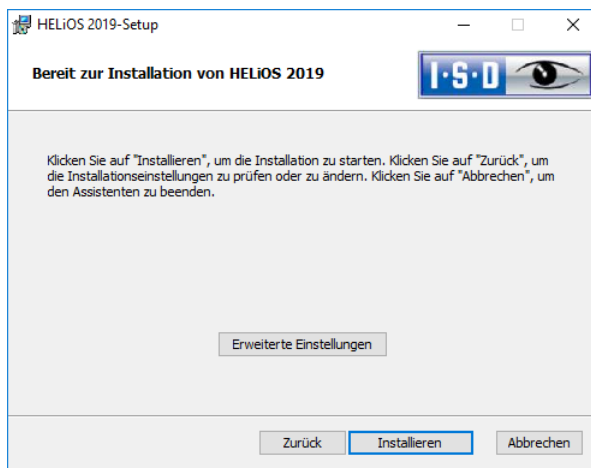 HELiOS 2019-Setup
Bereit zur Installation von HELiOS 2019
I·S·D
Klicken Sie auf "Installieren", um die Installation zu starten. Klicken Sie auf "Zurück", um
die Installationseinstellungen zu prüfen oder zu ändern. Klicken Sie auf "Abbrechen", um
den Assistenten zu beenden.
Erweiterte Einstellungen
Zurück Installieren Abbrechen